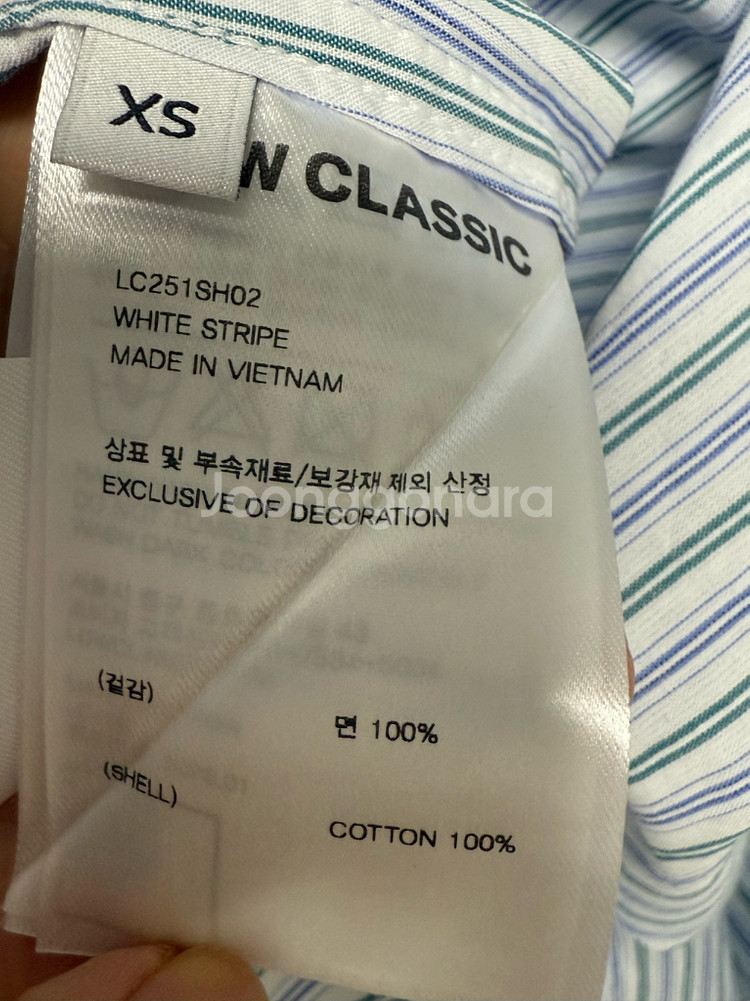 XS
W CLASSIC
LC251SH02
WHITE STRIPE
MADE IN VIETNAM
상표 및 부속재료/보강재 제외 산정
EXCLUSIVE OF DECORATION
Joonggonara
(겉감)
면 100%
(SHELL)
COTTON 100%